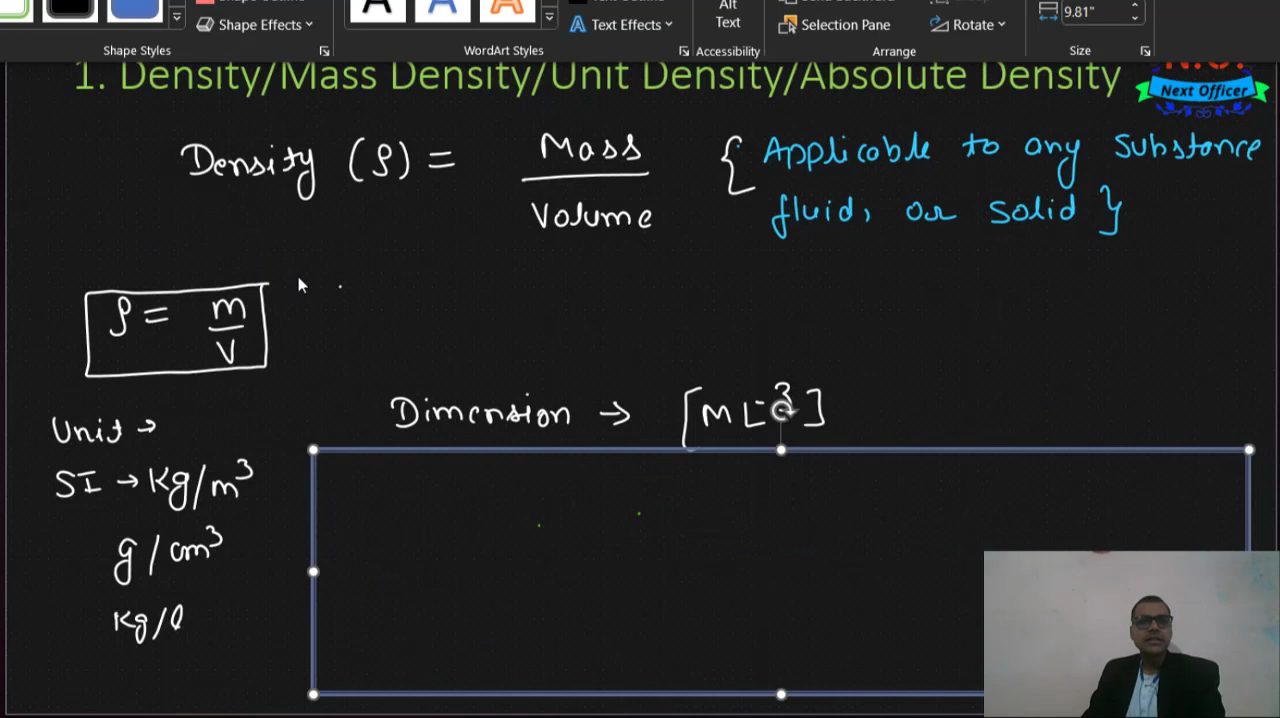 Shape Effects
Shape Styles
Text Effects
WordArt Styles
Alt
Text
Accessibility
Selection Pane
Rotate
Arrange
9.81"
Size
1. Density/Mass Density/Unit Density/Absolute Density
Next Officer
Density (ρ) = Mass / Volume { Applicable to any substance
fluid, or solid }
ρ = m / V
Dimension → [ML-3]
Unit →
SI → Kg/m³
g/cm³
Kg/l